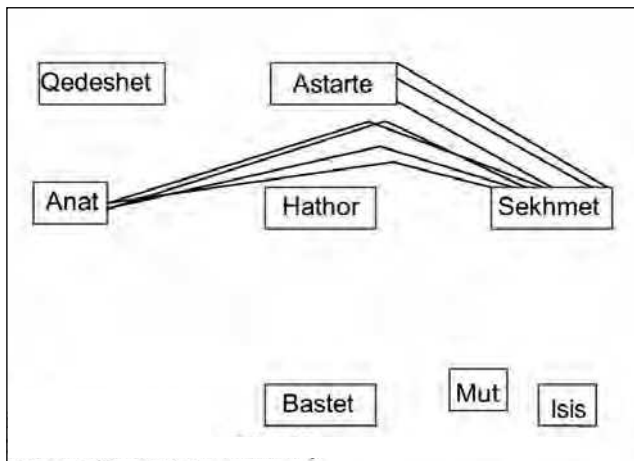 Qedeshet
Astarte
Anat
Hathor
Sekhmet
Bastet
Mut
Isis